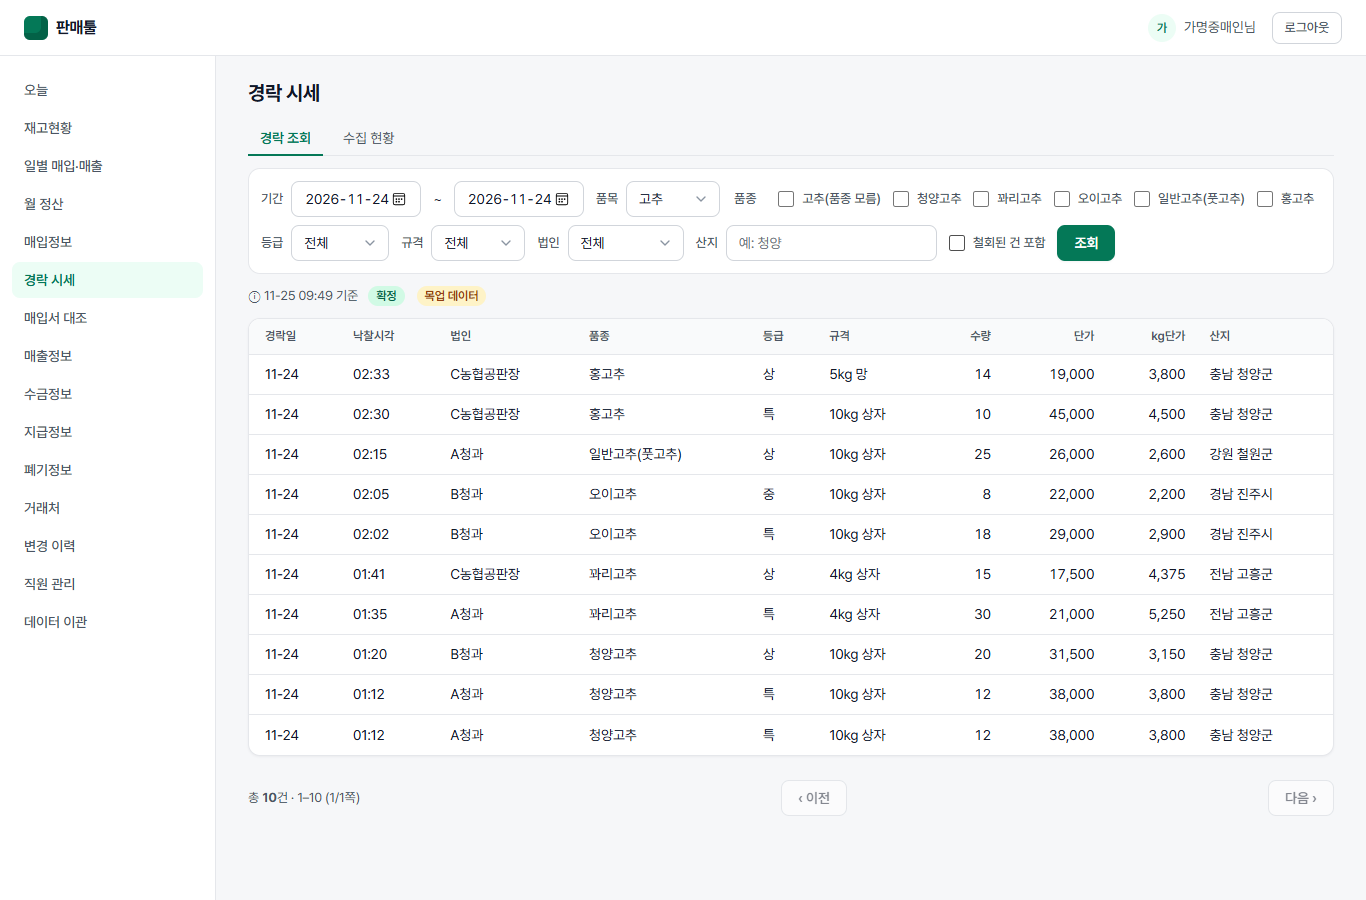 판매툴
가 가명중매인님 로그아웃
오늘
재고현황
일별 매입·매출
월 정산
매입정보
경락 시세
매입서 대조
매출정보
수금정보
지급정보
폐기정보
거래처
변경 이력
직원 관리
데이터 이관
경락 시세
경락 조회 수집 현황
기간 2026-11-24 ~ 2026-11-24 품목 고추 품종 고추(품종 모름) 청양고추 꽈리고추 오이고추 일반고추(풋고추) 홍고추
등급 전체 규격 전체 법인 전체 산지 예: 청양 철회된 건 포함 조회
11-25 09:49 기준 확정 목업 데이터
경락일 낙찰시각 법인 품종 등급 규격 수량 단가 kg단가 산지
11-24 02:33 C농협공판장 홍고추 상 5kg 망 14 19,000 3,800 충남 청양군
11-24 02:30 C농협공판장 홍고추 특 10kg 상자 10 45,000 4,500 충남 청양군
11-24 02:15 A청과 일반고추(풋고추) 상 10kg 상자 25 26,000 2,600 강원 철원군
11-24 02:05 B청과 오이고추 중 10kg 상자 8 22,000 2,200 경남 진주시
11-24 02:02 B청과 오이고추 특 10kg 상자 18 29,000 2,900 경남 진주시
11-24 01:41 C농협공판장 꽈리고추 상 4kg 상자 15 17,500 4,375 전남 고흥군
11-24 01:35 A청과 꽈리고추 특 4kg 상자 30 21,000 5,250 전남 고흥군
11-24 01:20 B청과 청양고추 상 10kg 상자 20 31,500 3,150 충남 청양군
11-24 01:12 A청과 청양고추 특 10kg 상자 12 38,000 3,800 충남 청양군
11-24 01:12 A청과 청양고추 특 10kg 상자 12 38,000 3,800 충남 청양군
총 10건 · 1–10 (1/1쪽) ‹ 이전 다음 ›